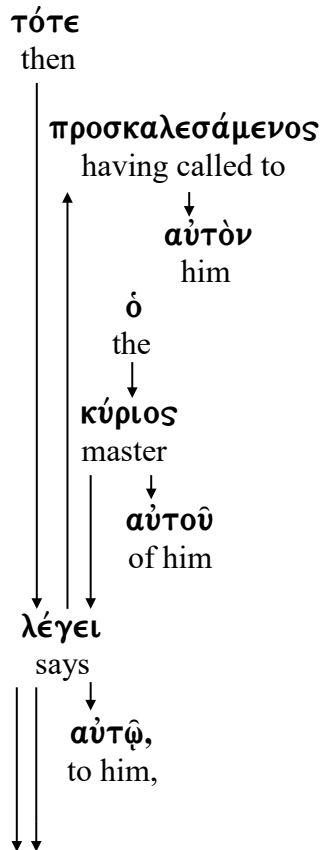 τότε
then
προσκαλεσάμενος
having called to
αὐτὸν
him
ὁ
the
κύριος
master
αὐτοῦ
of him
λέγει
says
αὐτῷ,
to him,